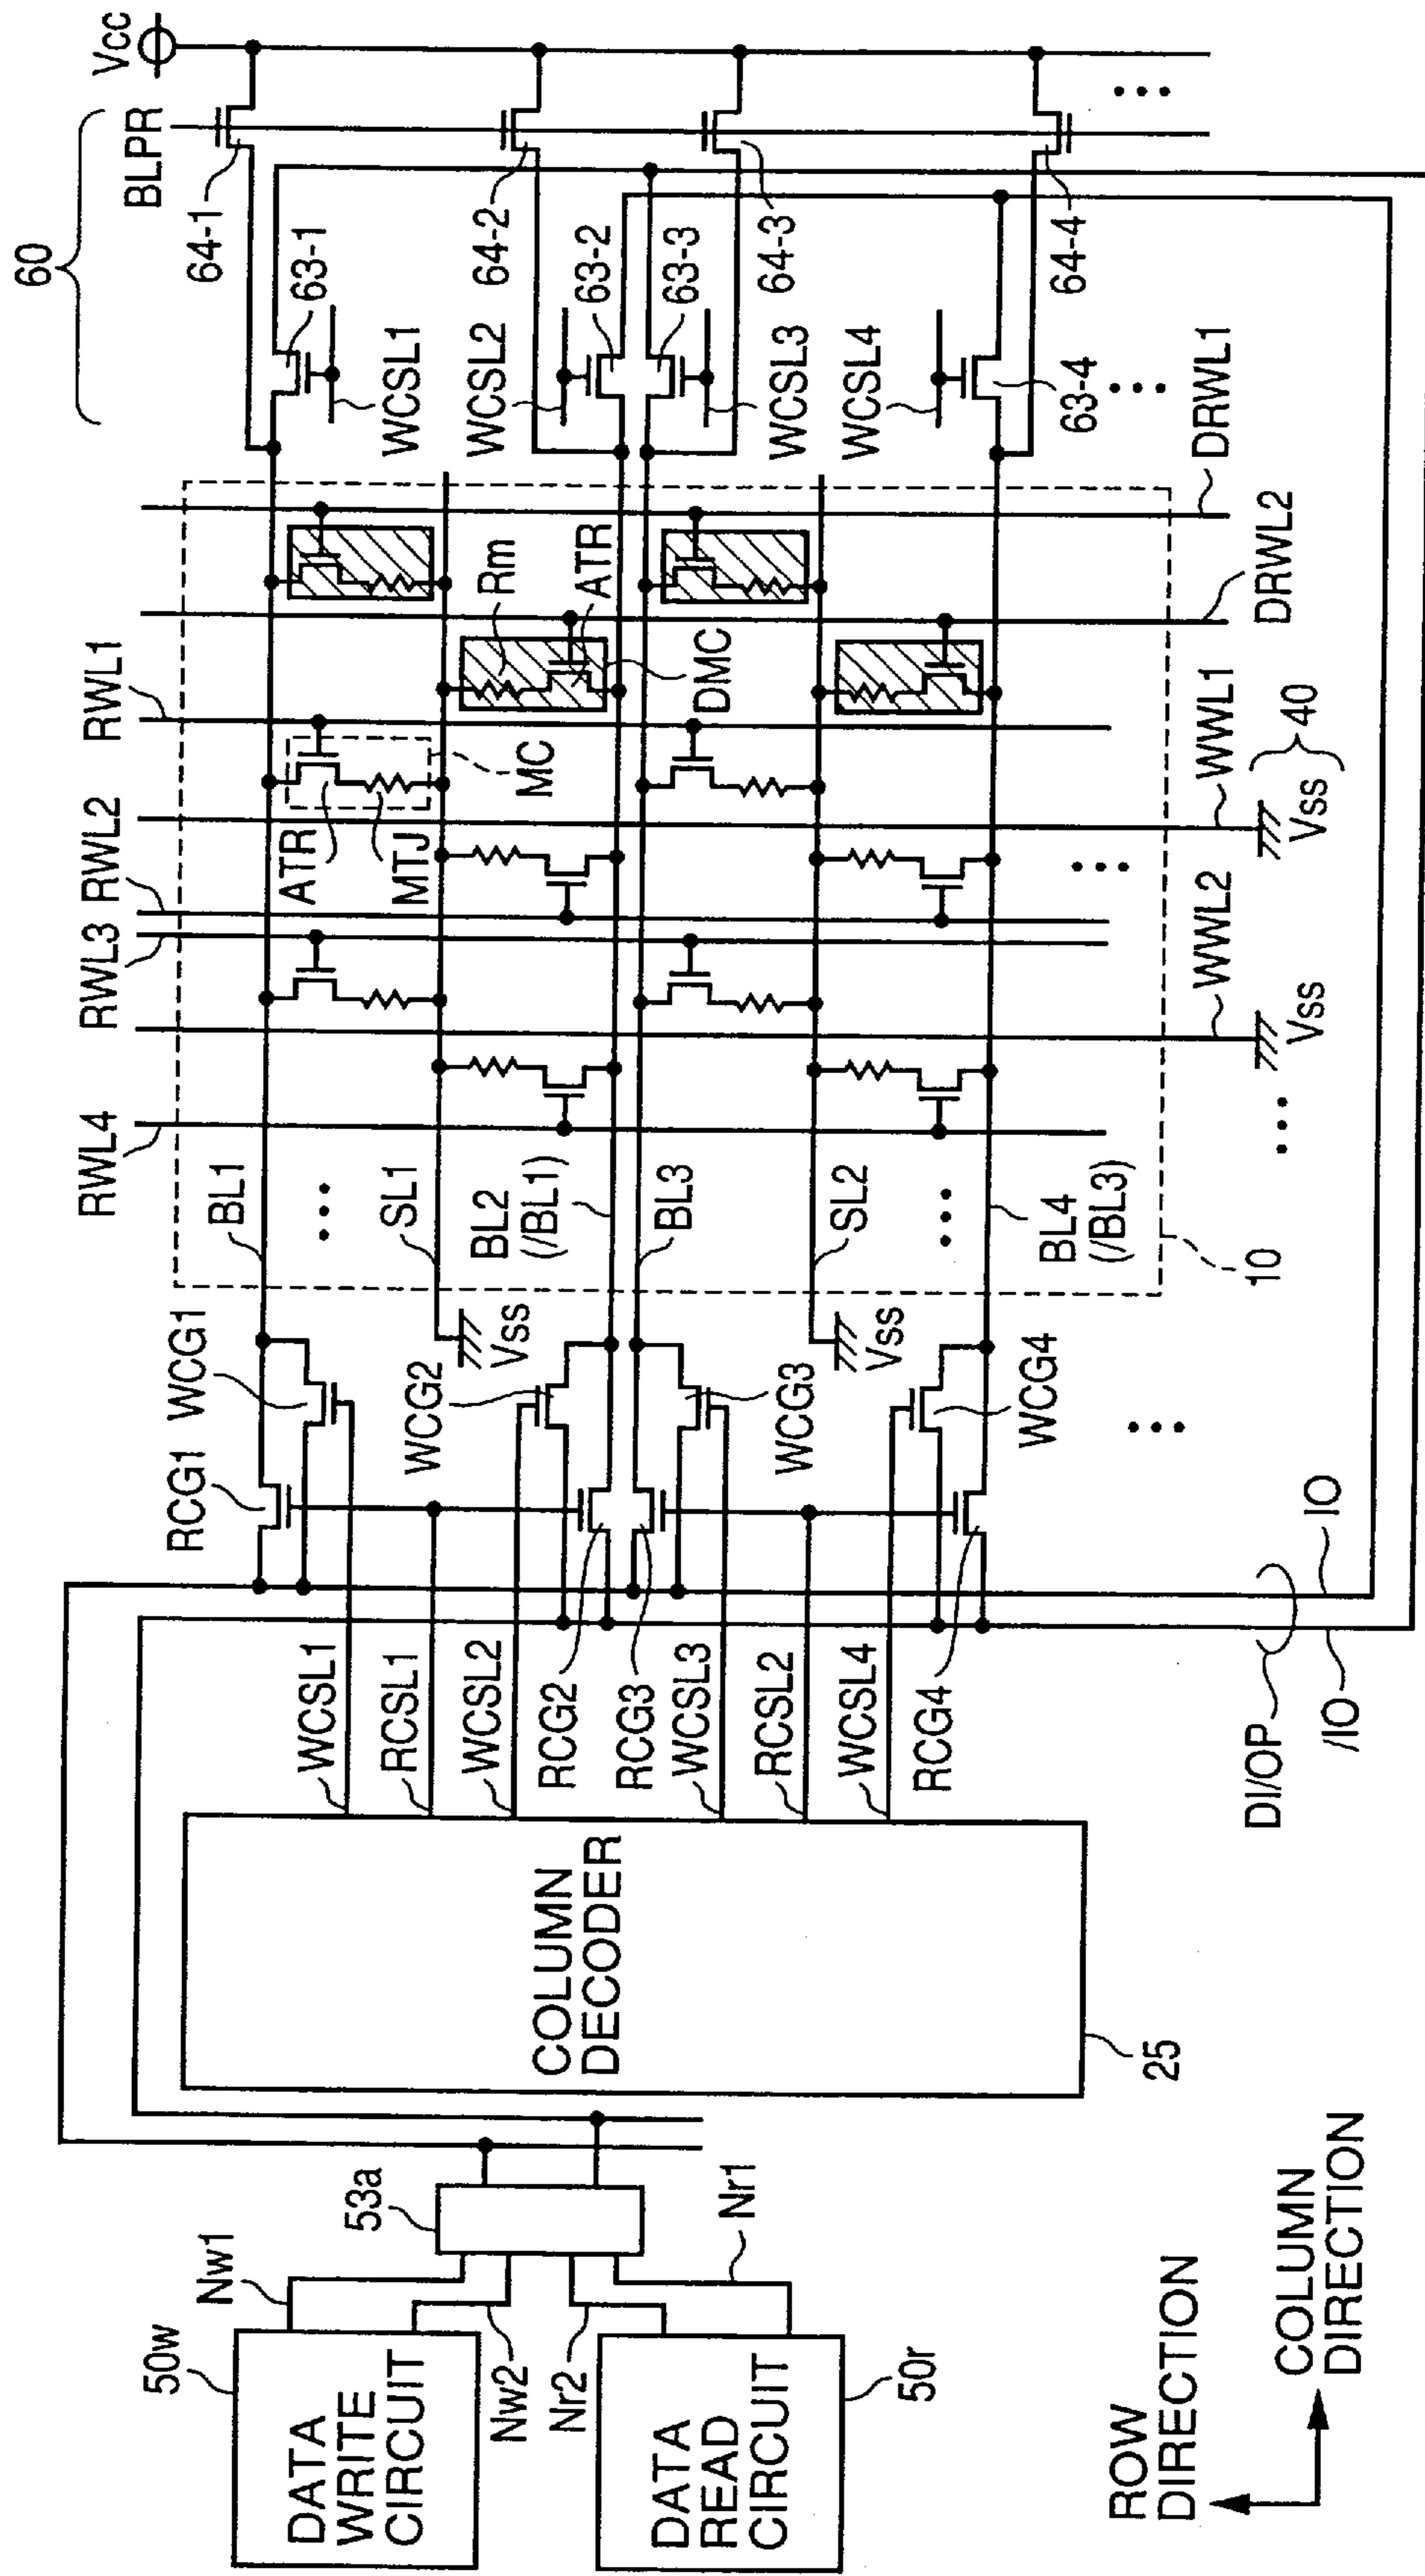 60
BLPR
Vcc
64-1
63-1
WCSL1
64-2
WCSL2
63-2
63-3
WCSL3
64-3
WCSL4
63-4
64-4
DRWL1
DRWL2
RWL1
RWL2
RWL3
RWL4
Rm
ATR
DMC
MC
ATR
MTJ
WWL1
40
Vss
WWL2
Vss
BL1
SL1
BL2
(/BL1)
BL3
SL2
BL4
(/BL3)
10
RCG1
WCG1
Vss
WCG2
WCG3
Vss
WCG4
WCSL1
RCSL1
WCSL2
RCG2
RCG3
WCSL3
RCSL2
WCSL4
RCG4
DI/OP
IO
/IO
COLUMN
DECODER
25
53a
50w
Nw1
DATA
WRITE
CIRCUIT
Nw2
Nr2
Nr1
DATA
READ
CIRCUIT
50r
ROW
DIRECTION
COLUMN
DIRECTION